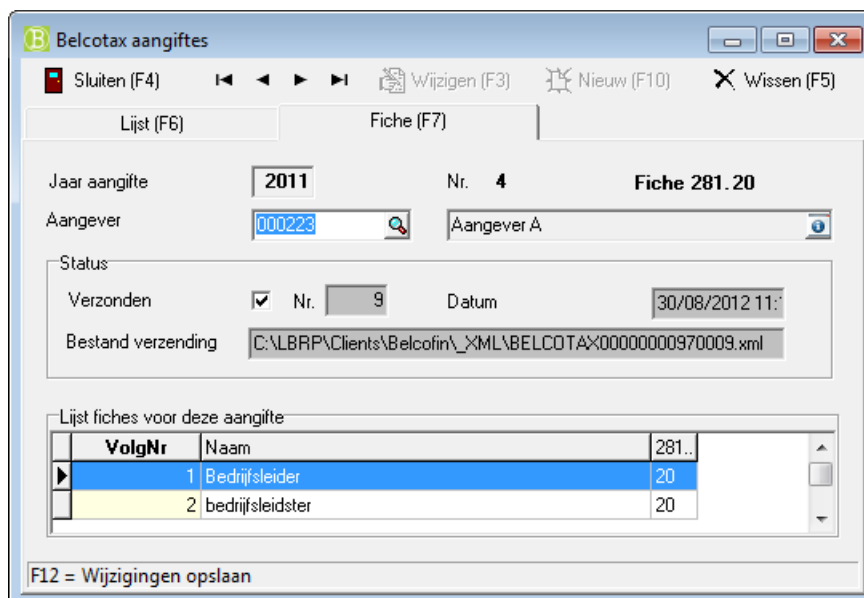 Belcotax aangiftes
Sluiten (F4) Wijzigen (F3) Nieuw (F10) Wissen (F5)
Lijst (F6) Fiche (F7)
Jaar aangifte 2011 Nr. 4 Fiche 281.20
Aangever 000223 Aangever A
Status
Verzonden Nr. 9 Datum 30/08/2012 11:
Bestand verzending C:\LBRP\Clients\Belcofin\_XML\BELCOTAX00000000970009.xml
Lijst fiches voor deze aangifte
VolgNr Naam 281..
1 Bedrijfsleider 20
2 bedrijfsleidster 20
F12 = Wijzigingen opslaan